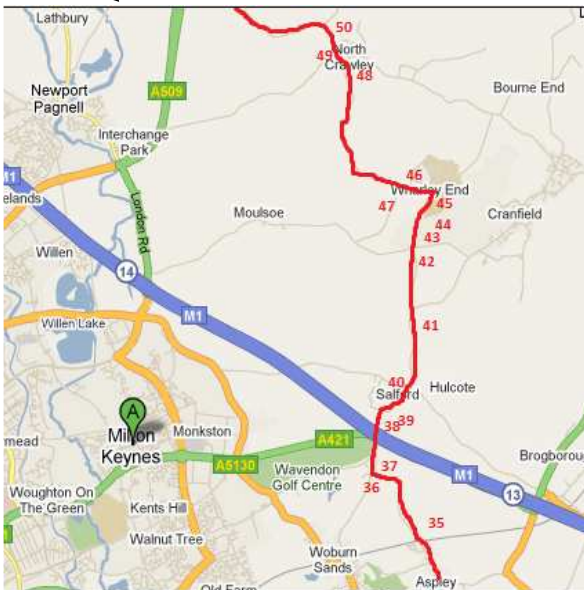 Lathbury
50
North
Crawley
49
48
Newport
Pagnell
A509
Bourne End
Interchange
Park
M1
elands
46
Wharley End
47
45
Moulsoe
44
Cranfield
43
London Rd
Willen
42
14
M1
Willen Lake
41
40
Salford
Hulcote
39
38
A
Milton
Keynes
Monkston
A421
mead
A5130
Wavendon
Golf Centre
37
36
M1
Brogborou
13
Woughton On
The Green
Kents Hill
35
Walnut Tree
Woburn
Sands
Old Farm
Aspley